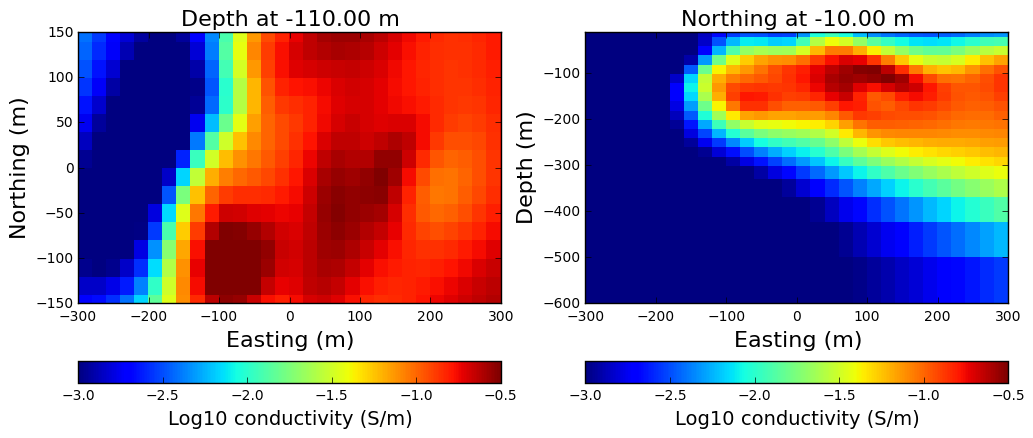 Depth at -110.00 m
150
100
50
0
−50
−100
−150
Northing (m)
−300 −200 −100 0 100 200 300
Easting (m)
−3.0 −2.5 −2.0 −1.5 −1.0 −0.5
Log10 conductivity (S/m)
Northing at -10.00 m
−100
−200
−300
−400
−500
−600
Depth (m)
−300 −200 −100 0 100 200 300
Easting (m)
−3.0 −2.5 −2.0 −1.5 −1.0 −0.5
Log10 conductivity (S/m)